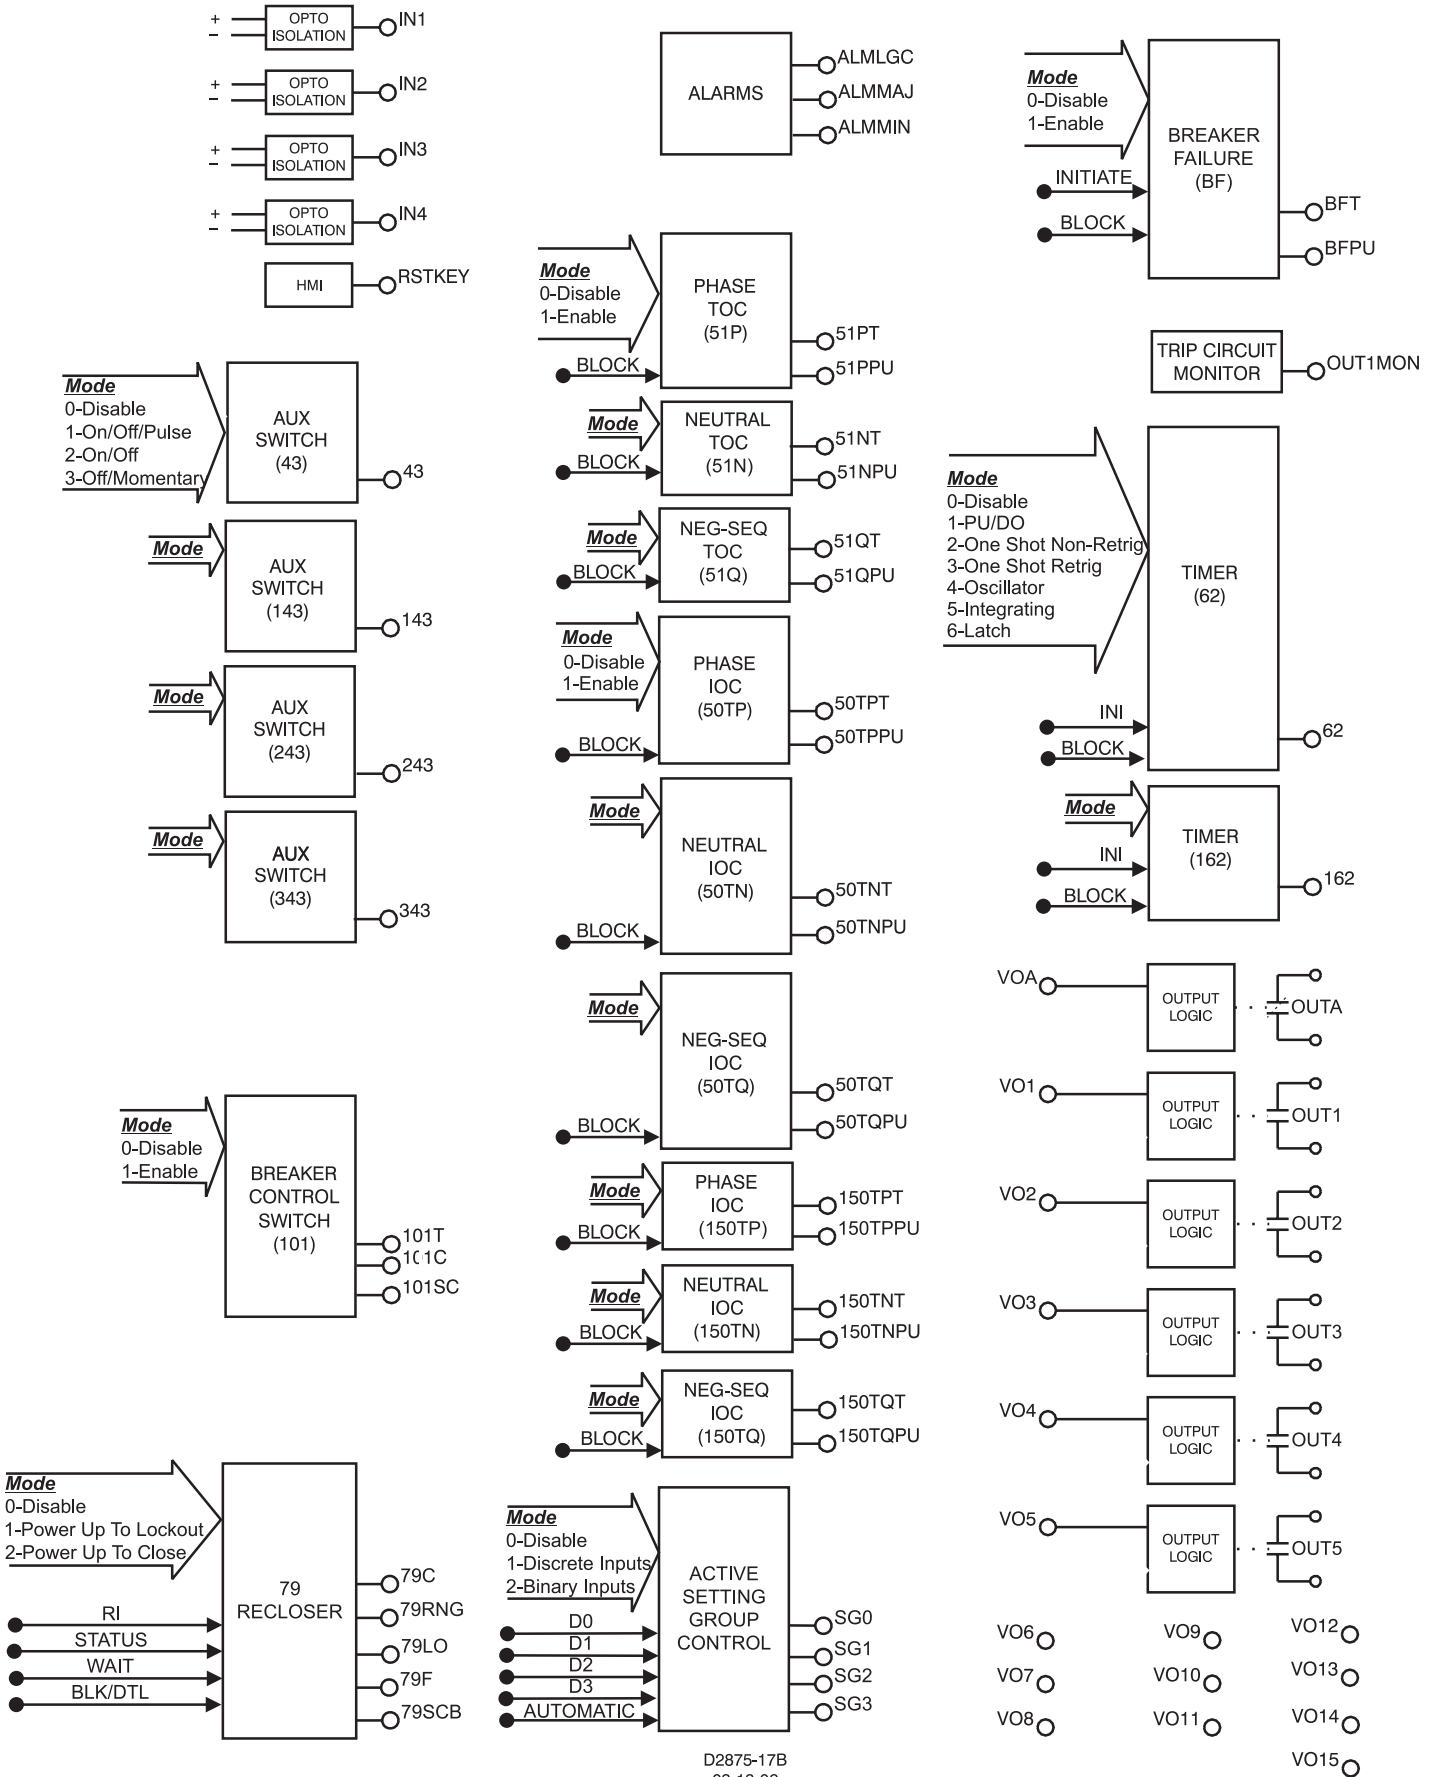 +
−
OPTO
ISOLATION
IN1
+
−
OPTO
ISOLATION
IN2
+
−
OPTO
ISOLATION
IN3
+
−
OPTO
ISOLATION
IN4
HMI
RSTKEY
Mode
0-Disable
1-On/Off/Pulse
2-On/Off
3-Off/Momentary
AUX
SWITCH
(43)
43
Mode
AUX
SWITCH
(143)
143
Mode
AUX
SWITCH
(243)
243
Mode
AUX
SWITCH
(343)
343
Mode
0-Disable
1-Enable
BREAKER
CONTROL
SWITCH
(101)
101T
101C
101SC
Mode
0-Disable
1-Power Up To Lockout
2-Power Up To Close
RI
STATUS
WAIT
BLK/DTL
79
RECLOSER
79C
79RNG
79LO
79F
79SCB
ALARMS
ALMLGC
ALMMAJ
ALMMIN
Mode
0-Disable
1-Enable
BLOCK
PHASE
TOC
(51P)
51PT
51PPU
Mode
BLOCK
NEUTRAL
TOC
(51N)
51NT
51NPU
Mode
BLOCK
NEG-SEQ
TOC
(51Q)
51QT
51QPU
Mode
0-Disable
1-Enable
BLOCK
PHASE
IOC
(50TP)
50TPT
50TPPU
Mode
BLOCK
NEUTRAL
IOC
(50TN)
50TNT
50TNPU
Mode
BLOCK
NEG-SEQ
IOC
(50TQ)
50TQT
50TQPU
Mode
BLOCK
PHASE
IOC
(150TP)
150TPT
150TPPU
Mode
BLOCK
NEUTRAL
IOC
(150TN)
150TNT
150TNPU
Mode
BLOCK
NEG-SEQ
IOC
(150TQ)
150TQT
150TQPU
Mode
0-Disable
1-Discrete Inputs
2-Binary Inputs
D0
D1
D2
D3
AUTOMATIC
ACTIVE
SETTING
GROUP
CONTROL
SG0
SG1
SG2
SG3
D2875-17B
Mode
0-Disable
1-Enable
INITIATE
BLOCK
BREAKER
FAILURE
(BF)
BFT
BFPU
TRIP CIRCUIT
MONITOR
OUT1MON
Mode
0-Disable
1-PU/DO
2-One Shot Non-Retrig
3-One Shot Retrig
4-Oscillator
5-Integrating
6-Latch
INI
BLOCK
TIMER
(62)
62
Mode
INI
BLOCK
TIMER
(162)
162
VOA
OUTPUT
LOGIC
OUTA
VO1
OUTPUT
LOGIC
OUT1
VO2
OUTPUT
LOGIC
OUT2
VO3
OUTPUT
LOGIC
OUT3
VO4
OUTPUT
LOGIC
OUT4
VO5
OUTPUT
LOGIC
OUT5
VO6
VO9
VO12
VO7
VO10
VO13
VO8
VO11
VO14
VO15